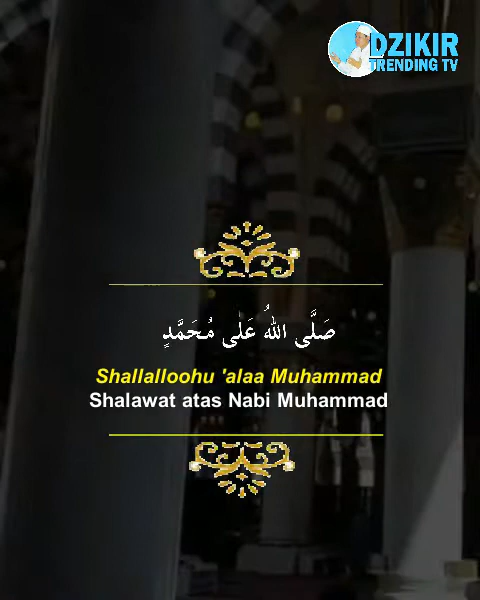 DZIKIR
TRENDING TV
صَلَّى اللهُ عَلَى مُحَمَّدٍ
Shallalloohu 'alaa Muhammad
Shalawat atas Nabi Muhammad